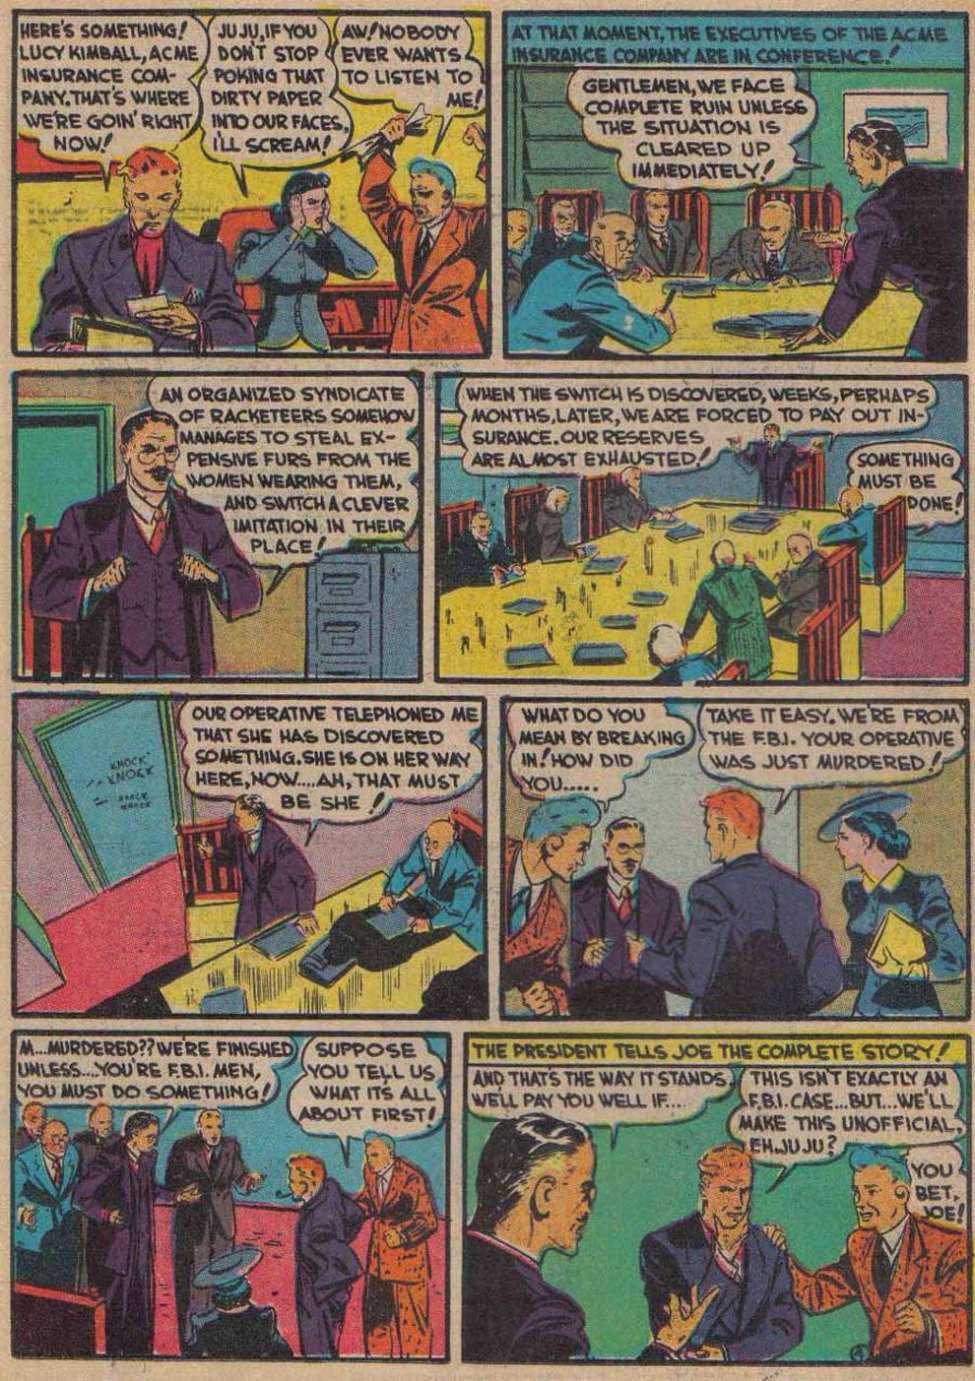 HERE'S SOMETHING!
LUCY KIMBALL, ACME
INSURANCE COM-
PANY. THAT'S WHERE
WE'RE GOIN' RIGHT
NOW!
JUJU, IF YOU
DON'T STOP
POKING THAT
DIRTY PAPER
INTO OUR FACES,
I'LL SCREAM!
AW! NOBODY
EVER WANTS
TO LISTEN TO
ME!
AT THAT MOMENT, THE EXECUTIVES OF THE ACME
INSURANCE COMPANY ARE IN CONFERENCE!
GENTLEMEN, WE FACE
COMPLETE RUIN UNLESS
THE SITUATION IS
CLEARED UP
IMMEDIATELY!
AN ORGANIZED SYNDICATE
OF RACKETEERS SOMEHOW
MANAGES TO STEAL EX-
PENSIVE FURS FROM THE
WOMEN WEARING THEM,
AND SWITCH A CLEVER
IMITATION IN THEIR
PLACE!
WHEN THE SWITCH IS DISCOVERED, WEEKS, PERHAPS
MONTHS, LATER, WE ARE FORCED TO PAY OUT IN-
SURANCE. OUR RESERVES
ARE ALMOST EXHAUSTED!
SOMETHING
MUST BE
DONE!
OUR OPERATIVE TELEPHONED ME
THAT SHE HAS DISCOVERED
SOMETHING. SHE IS ON HER WAY
HERE, NOW.... AH, THAT MUST
BE SHE!
KNOCK
KNOCK
KNOCK
KNOCK
WHAT DO YOU
MEAN BY BREAKING
IN! HOW DID
YOU.....
TAKE IT EASY. WE'RE FROM
THE F.B.I. YOUR OPERATIVE
WAS JUST MURDERED!
M...MURDERED?? WE'RE FINISHED
UNLESS....YOU'RE F.B.I. MEN,
YOU MUST DO SOMETHING!
SUPPOSE
YOU TELL US
WHAT IT'S ALL
ABOUT FIRST!
THE PRESIDENT TELLS JOE THE COMPLETE STORY!
AND THAT'S THE WAY IT STANDS.
WE'LL PAY YOU WELL IF....
THIS ISN'T EXACTLY AN
F.B.I. CASE...BUT...WE'LL
MAKE THIS UNOFFICIAL,
EH, JUJU?
YOU
BET,
JOE!
4